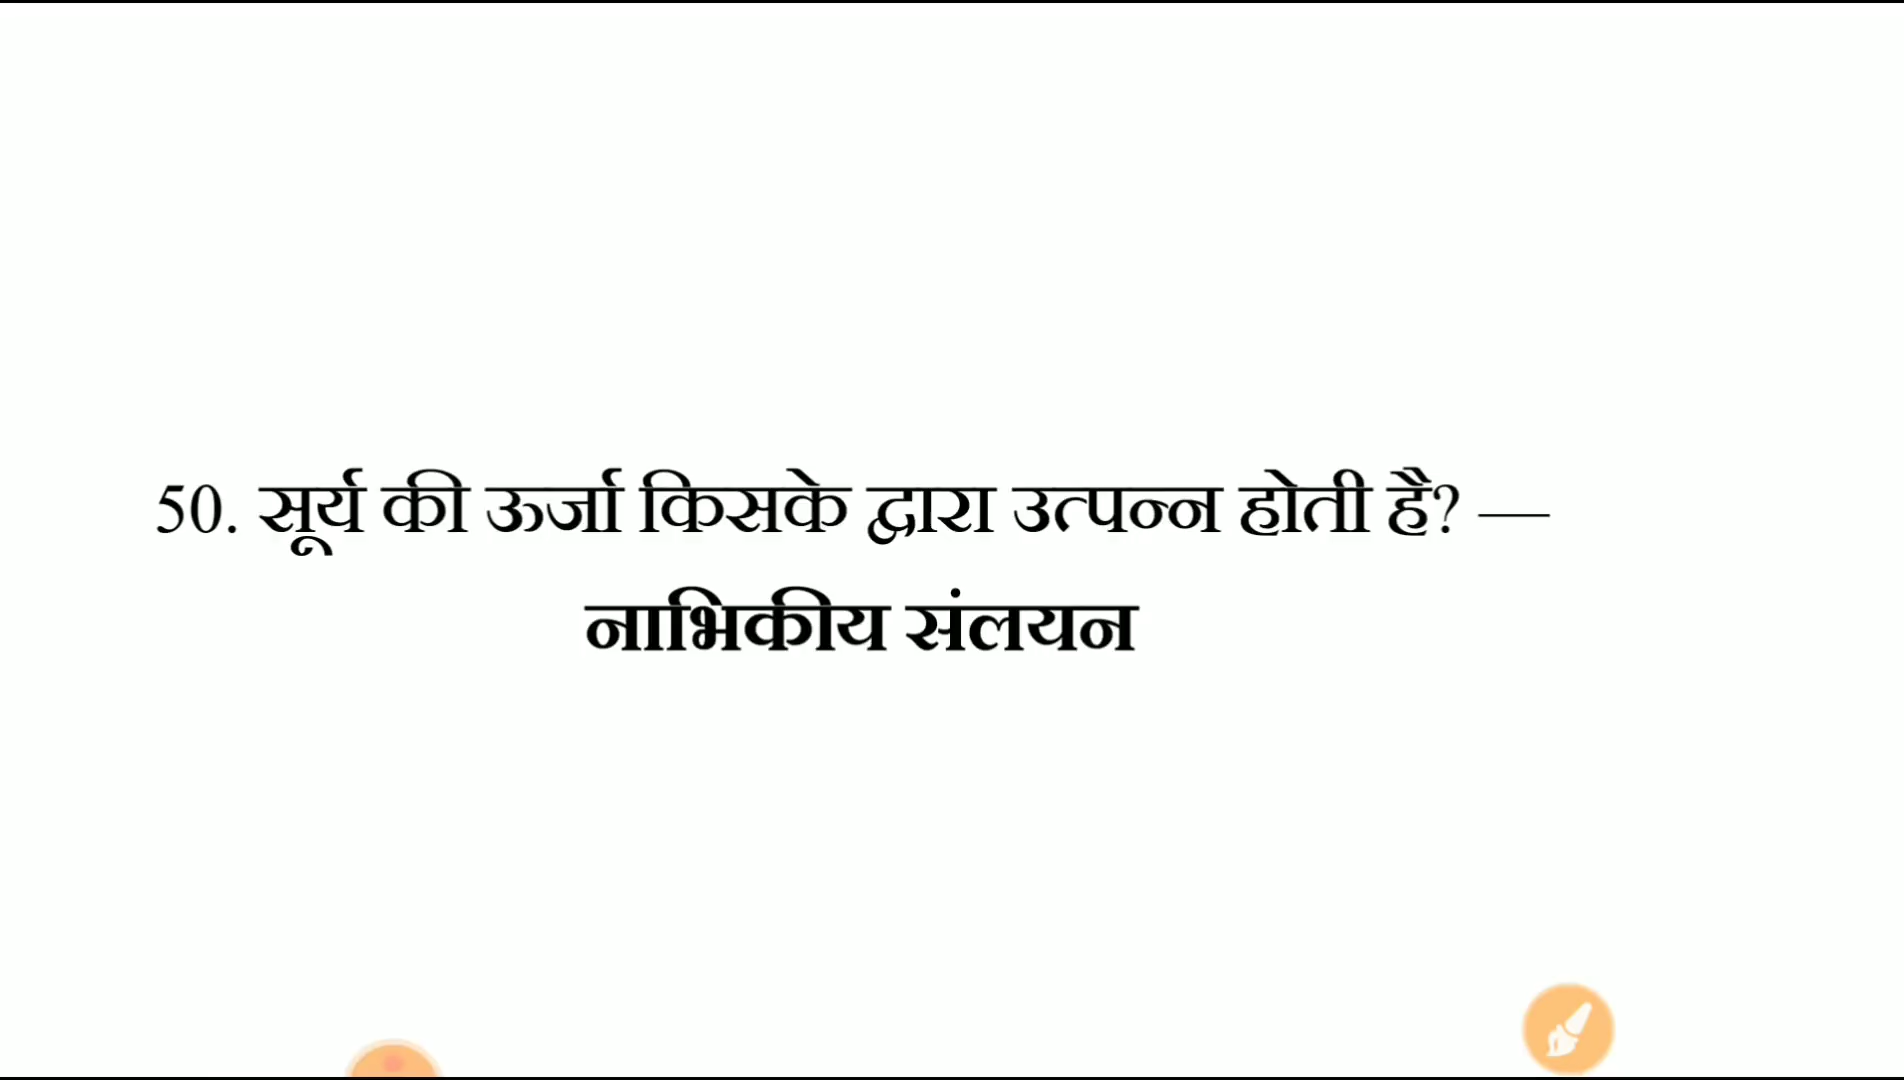 50. सूर्य की ऊर्जा किसके द्वारा उत्पन्न होती है? —
नाभिकीय संलयन